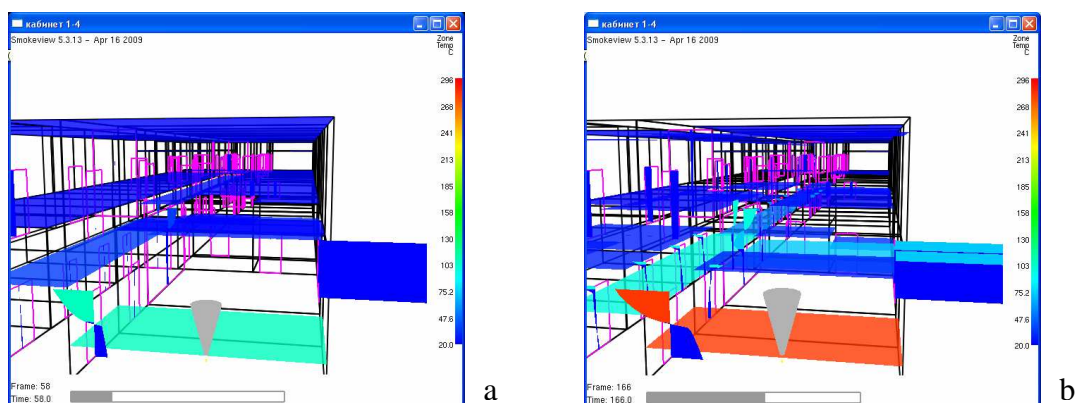 кабинет 1-4
Smokeview 5.3.13 – Apr 16 2009
Zone
Temp
C
296
268
241
213
185
158
130
103
75.2
47.6
20.0
Frame: 58
Time: 58.0
a
кабинет 1-4
Smokeview 5.3.13 – Apr 16 2009
Zone
Temp
C
296
268
241
213
185
158
130
103
75.2
47.6
20.0
Frame: 166
Time: 166.0
b